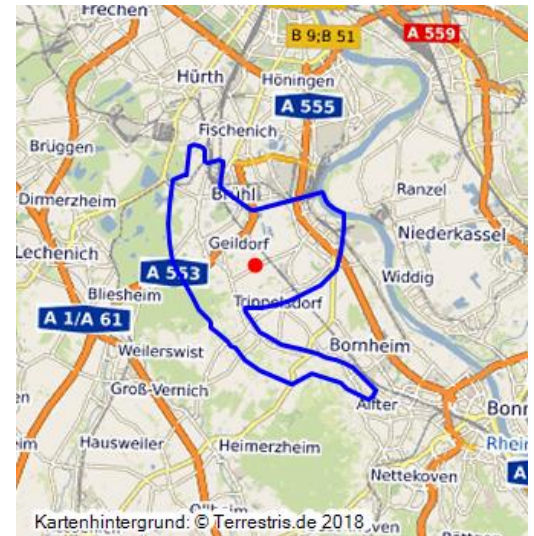 Frechen
B 9;B 51
A 559
Hürth
Höningen
A 555
Fischenich
Brüggen
Brühl
Ranzel
Dirmerzheim
Niederkassel
Geildorf
Lechenich
A 553
Widdig
Bliesheim
Trippelsdorf
A 1/A 61
Bornheim
Weilerswist
Groß-Vernich
Alfter
Bonn
Hausweiler
Heimerzheim
Rhei
A
Nettekoven
Kartenhintergrund: © Terrestris.de 2018